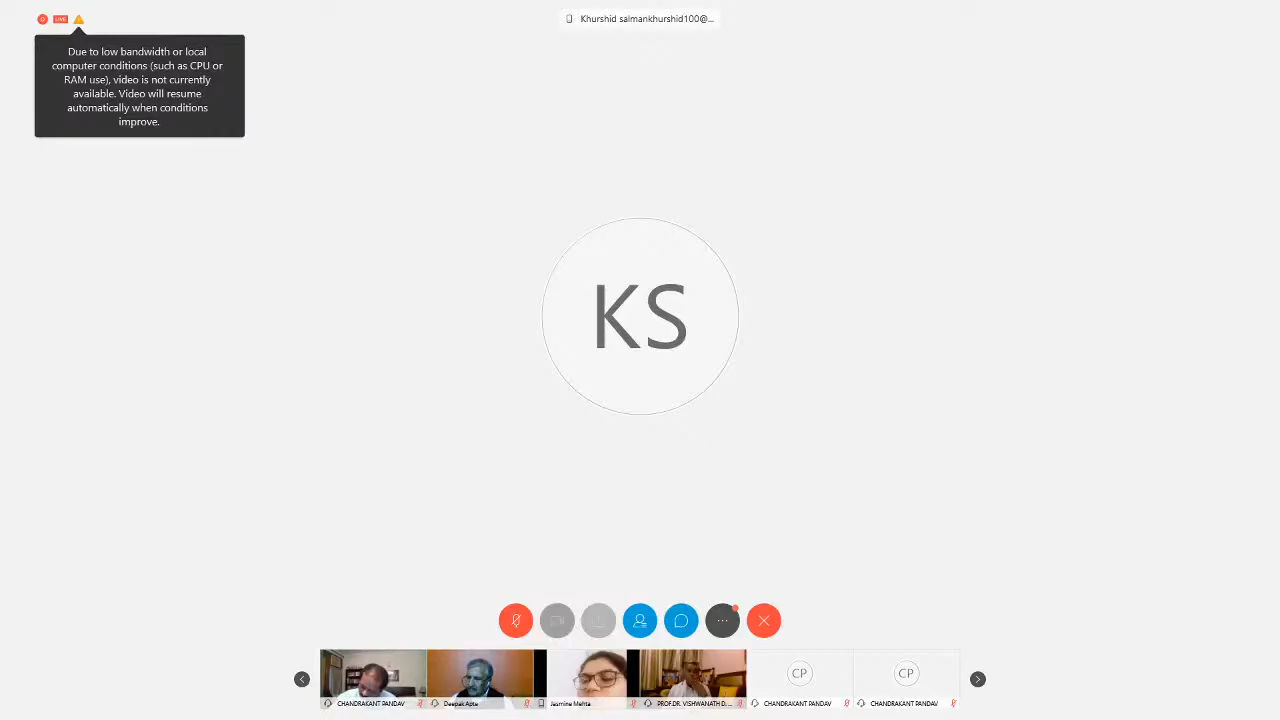 LIVE
Khurshid salmankhurshid100@...
Due to low bandwidth or local
computer conditions (such as CPU or
RAM use), video is not currently
available. Video will resume
automatically when conditions
improve.
KS
CP
CP
CHANDRAKANT PANDAV
Deepak Apte
Jasmine Mehta
PROF.DR. VISHWANATH D...
CHANDRAKANT PANDAV
CHANDRAKANT PANDAV